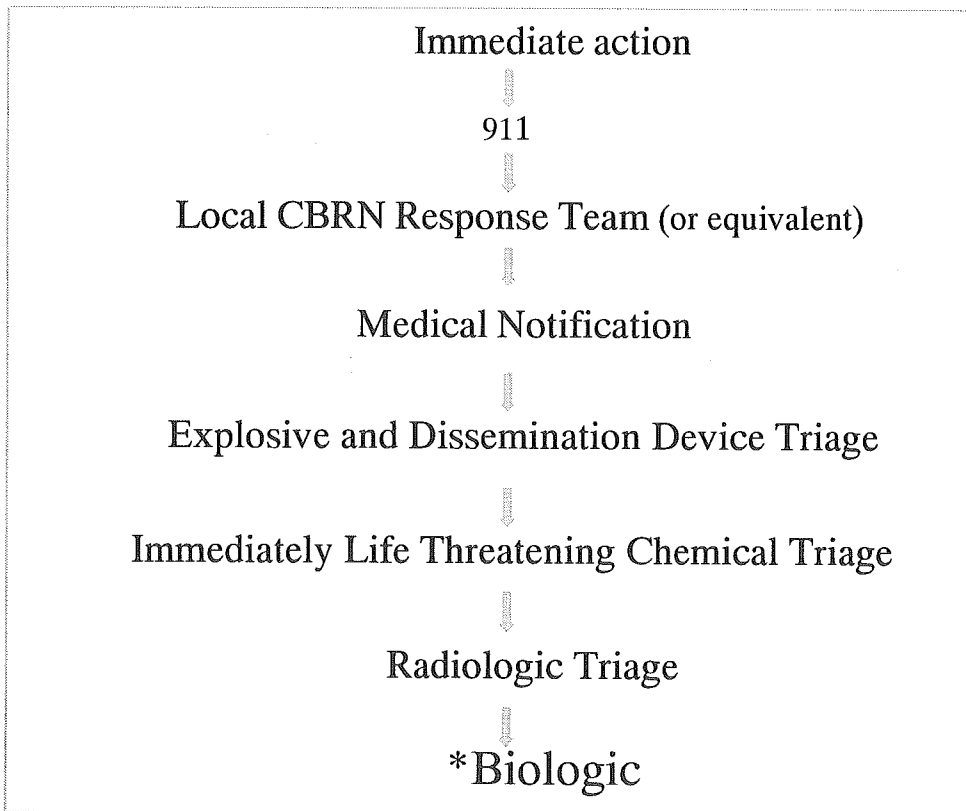 Immediate action
911
Local CBRN Response Team (or equivalent)
Medical Notification
Explosive and Dissemination Device Triage
Immediately Life Threatening Chemical Triage
Radiologic Triage
*Biologic